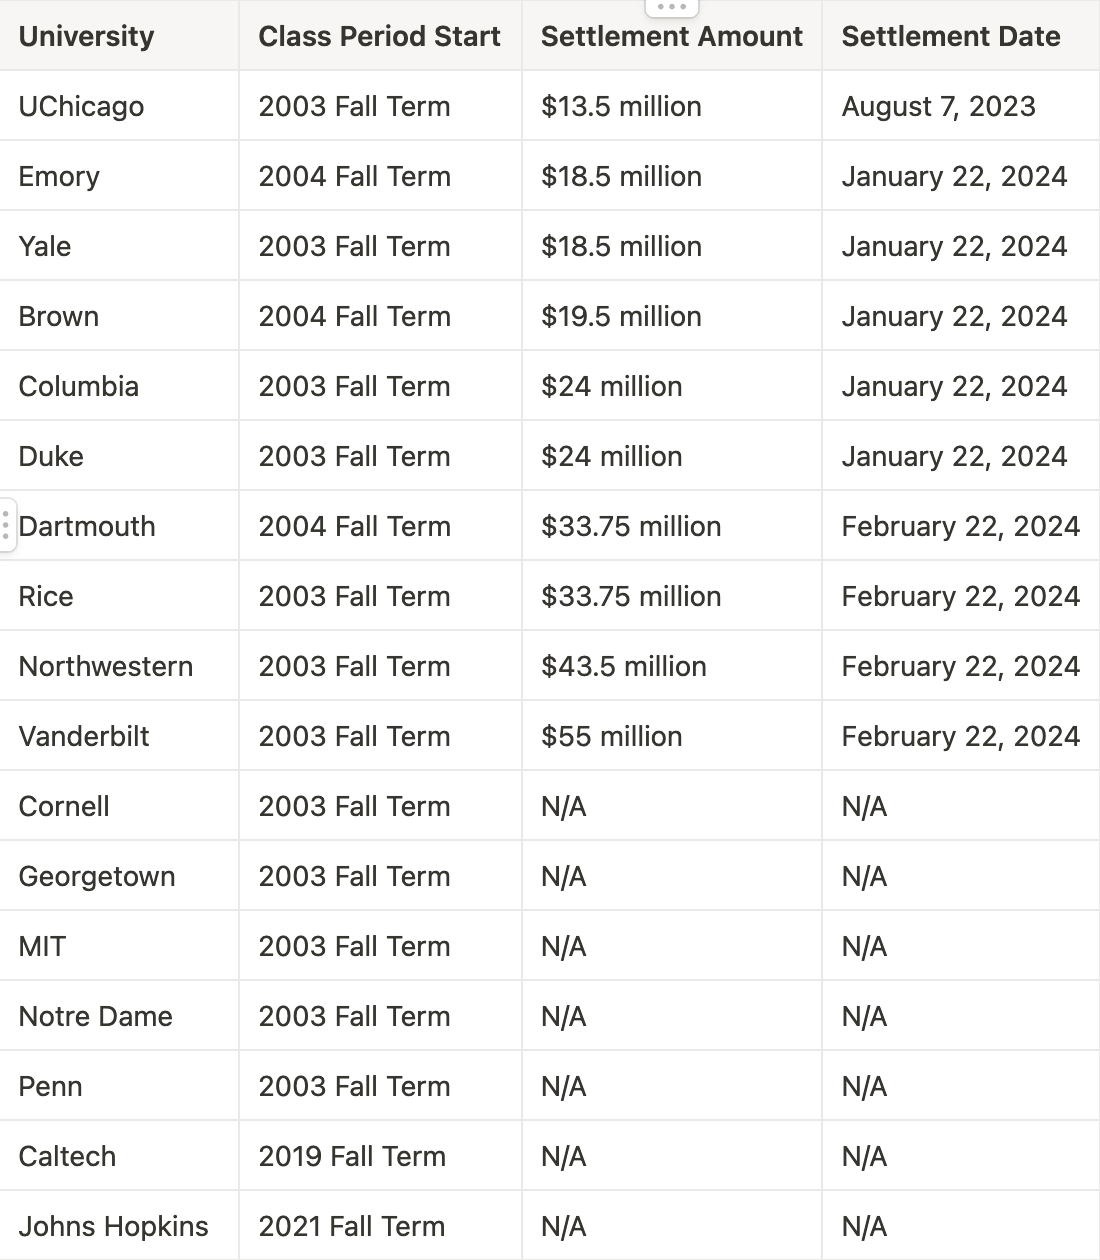 University Class Period Start Settlement Amount Settlement Date
UChicago 2003 Fall Term $13.5 million August 7, 2023
Emory 2004 Fall Term $18.5 million January 22, 2024
Yale 2003 Fall Term $18.5 million January 22, 2024
Brown 2004 Fall Term $19.5 million January 22, 2024
Columbia 2003 Fall Term $24 million January 22, 2024
Duke 2003 Fall Term $24 million January 22, 2024
Dartmouth 2004 Fall Term $33.75 million February 22, 2024
Rice 2003 Fall Term $33.75 million February 22, 2024
Northwestern 2003 Fall Term $43.5 million February 22, 2024
Vanderbilt 2003 Fall Term $55 million February 22, 2024
Cornell 2003 Fall Term N/A N/A
Georgetown 2003 Fall Term N/A N/A
MIT 2003 Fall Term N/A N/A
Notre Dame 2003 Fall Term N/A N/A
Penn 2003 Fall Term N/A N/A
Caltech 2019 Fall Term N/A N/A
Johns Hopkins 2021 Fall Term N/A N/A